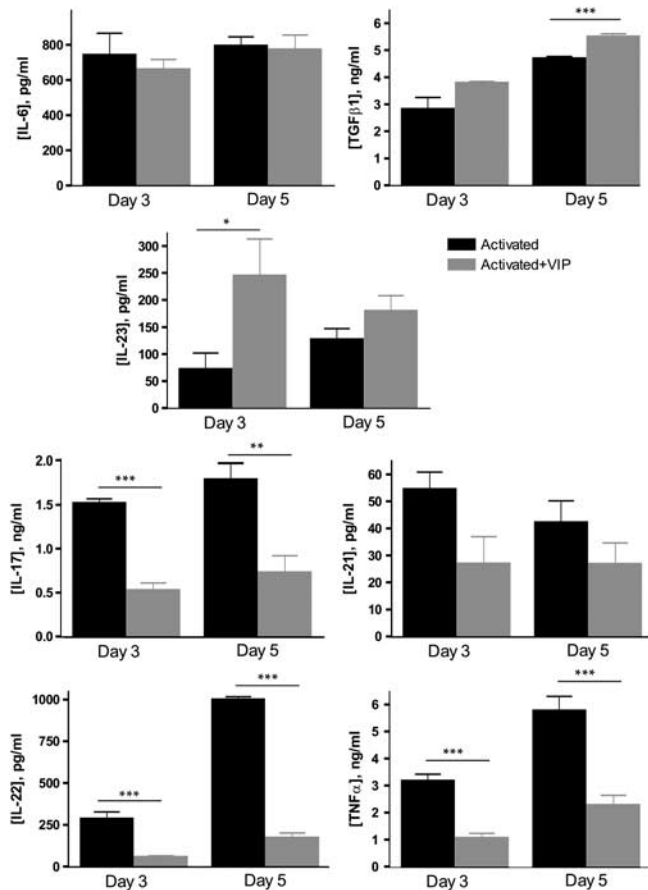 [IL-6], pg/ml
800
600
400
200
0
Day 3
Day 5
[TGFβ1], ng/ml
6
5
4
3
2
1
0
***
Day 3
Day 5
[IL-23], pg/ml
300
250
200
150
100
50
0
*
Day 3
Day 5
Activated
Activated+VIP
[IL-17], ng/ml
2.0
1.5
1.0
0.5
0.0
***
**
Day 3
Day 5
[IL-21], pg/ml
60
50
40
30
20
10
0
Day 3
Day 5
[IL-22], pg/ml
1000
750
500
250
0
***
***
Day 3
Day 5
[TNFα], ng/ml
6
5
4
3
2
1
0
***
***
Day 3
Day 5